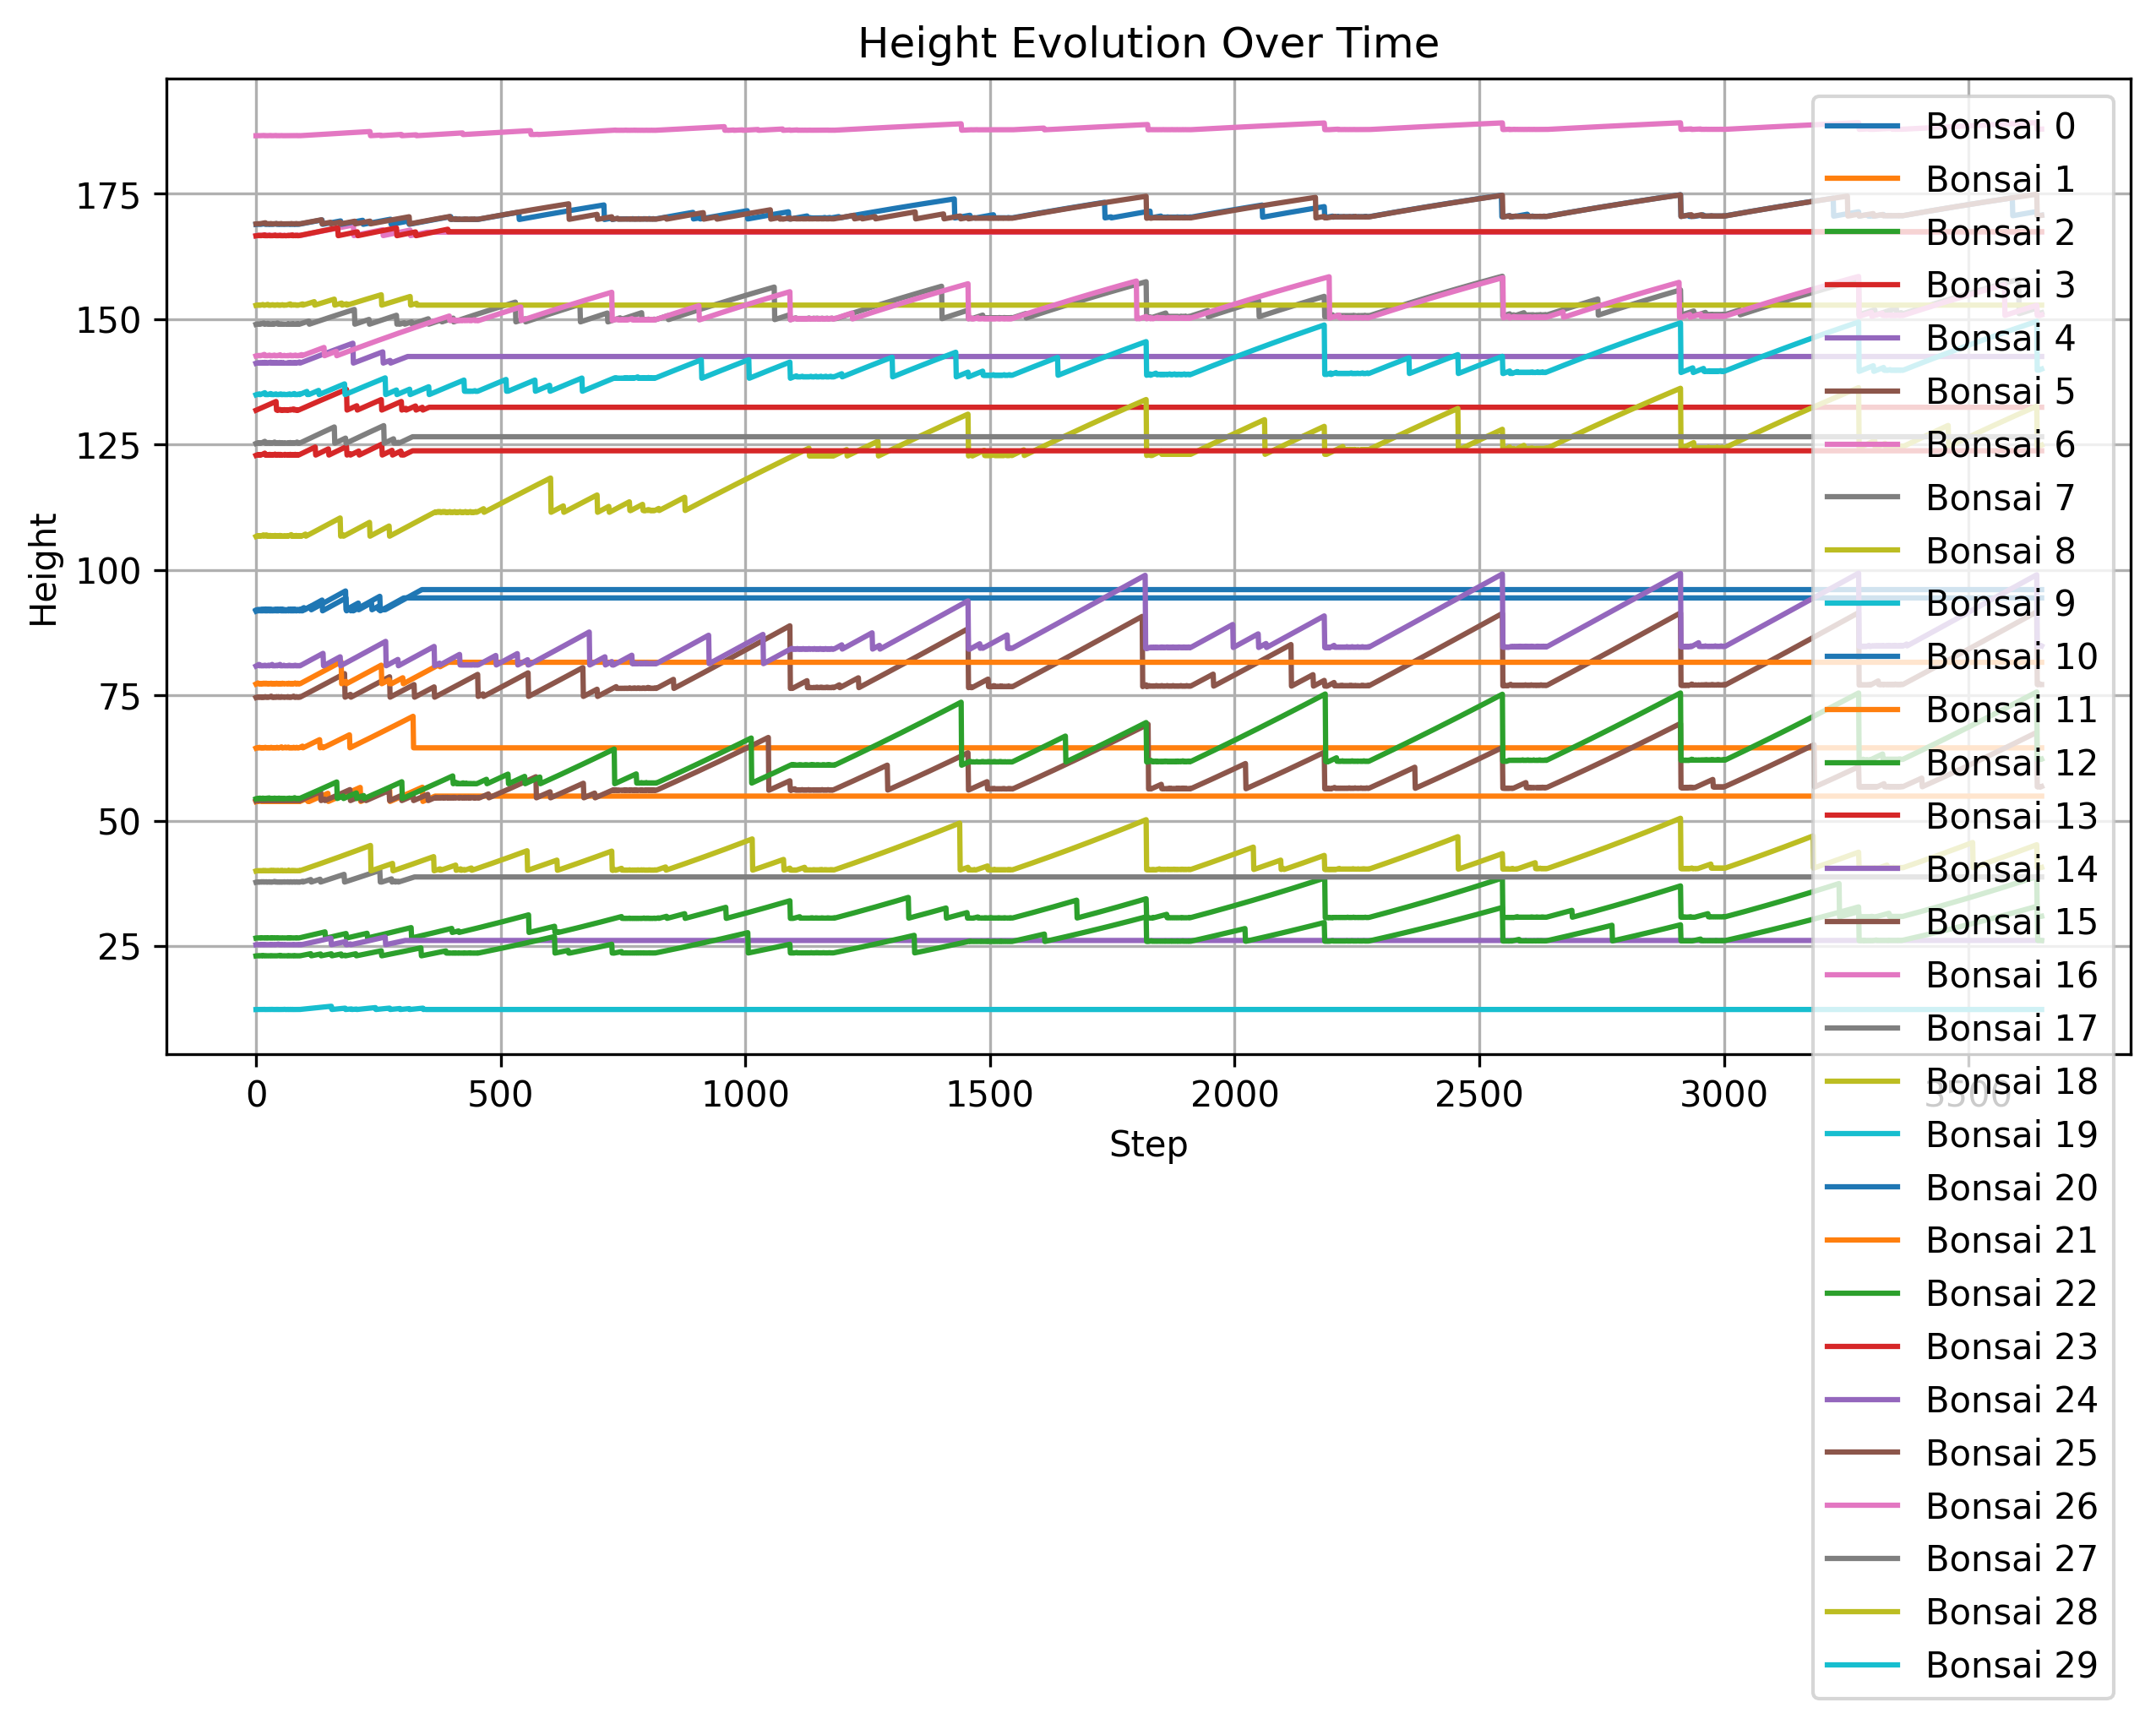 Height Evolution Over Time
Height
175
150
125
100
75
50
25
0 500 1000 1500 2000 2500 3000 3500
Step
Bonsai 0
Bonsai 1
Bonsai 2
Bonsai 3
Bonsai 4
Bonsai 5
Bonsai 6
Bonsai 7
Bonsai 8
Bonsai 9
Bonsai 10
Bonsai 11
Bonsai 12
Bonsai 13
Bonsai 14
Bonsai 15
Bonsai 16
Bonsai 17
Bonsai 18
Bonsai 19
Bonsai 20
Bonsai 21
Bonsai 22
Bonsai 23
Bonsai 24
Bonsai 25
Bonsai 26
Bonsai 27
Bonsai 28
Bonsai 29